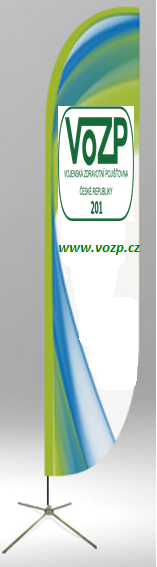 VoZP
VOJENSKÁ ZDRAVOTNÍ POJIŠŤOVNA
ČESKÉ REPUBLIKY
201
www.vozp.cz